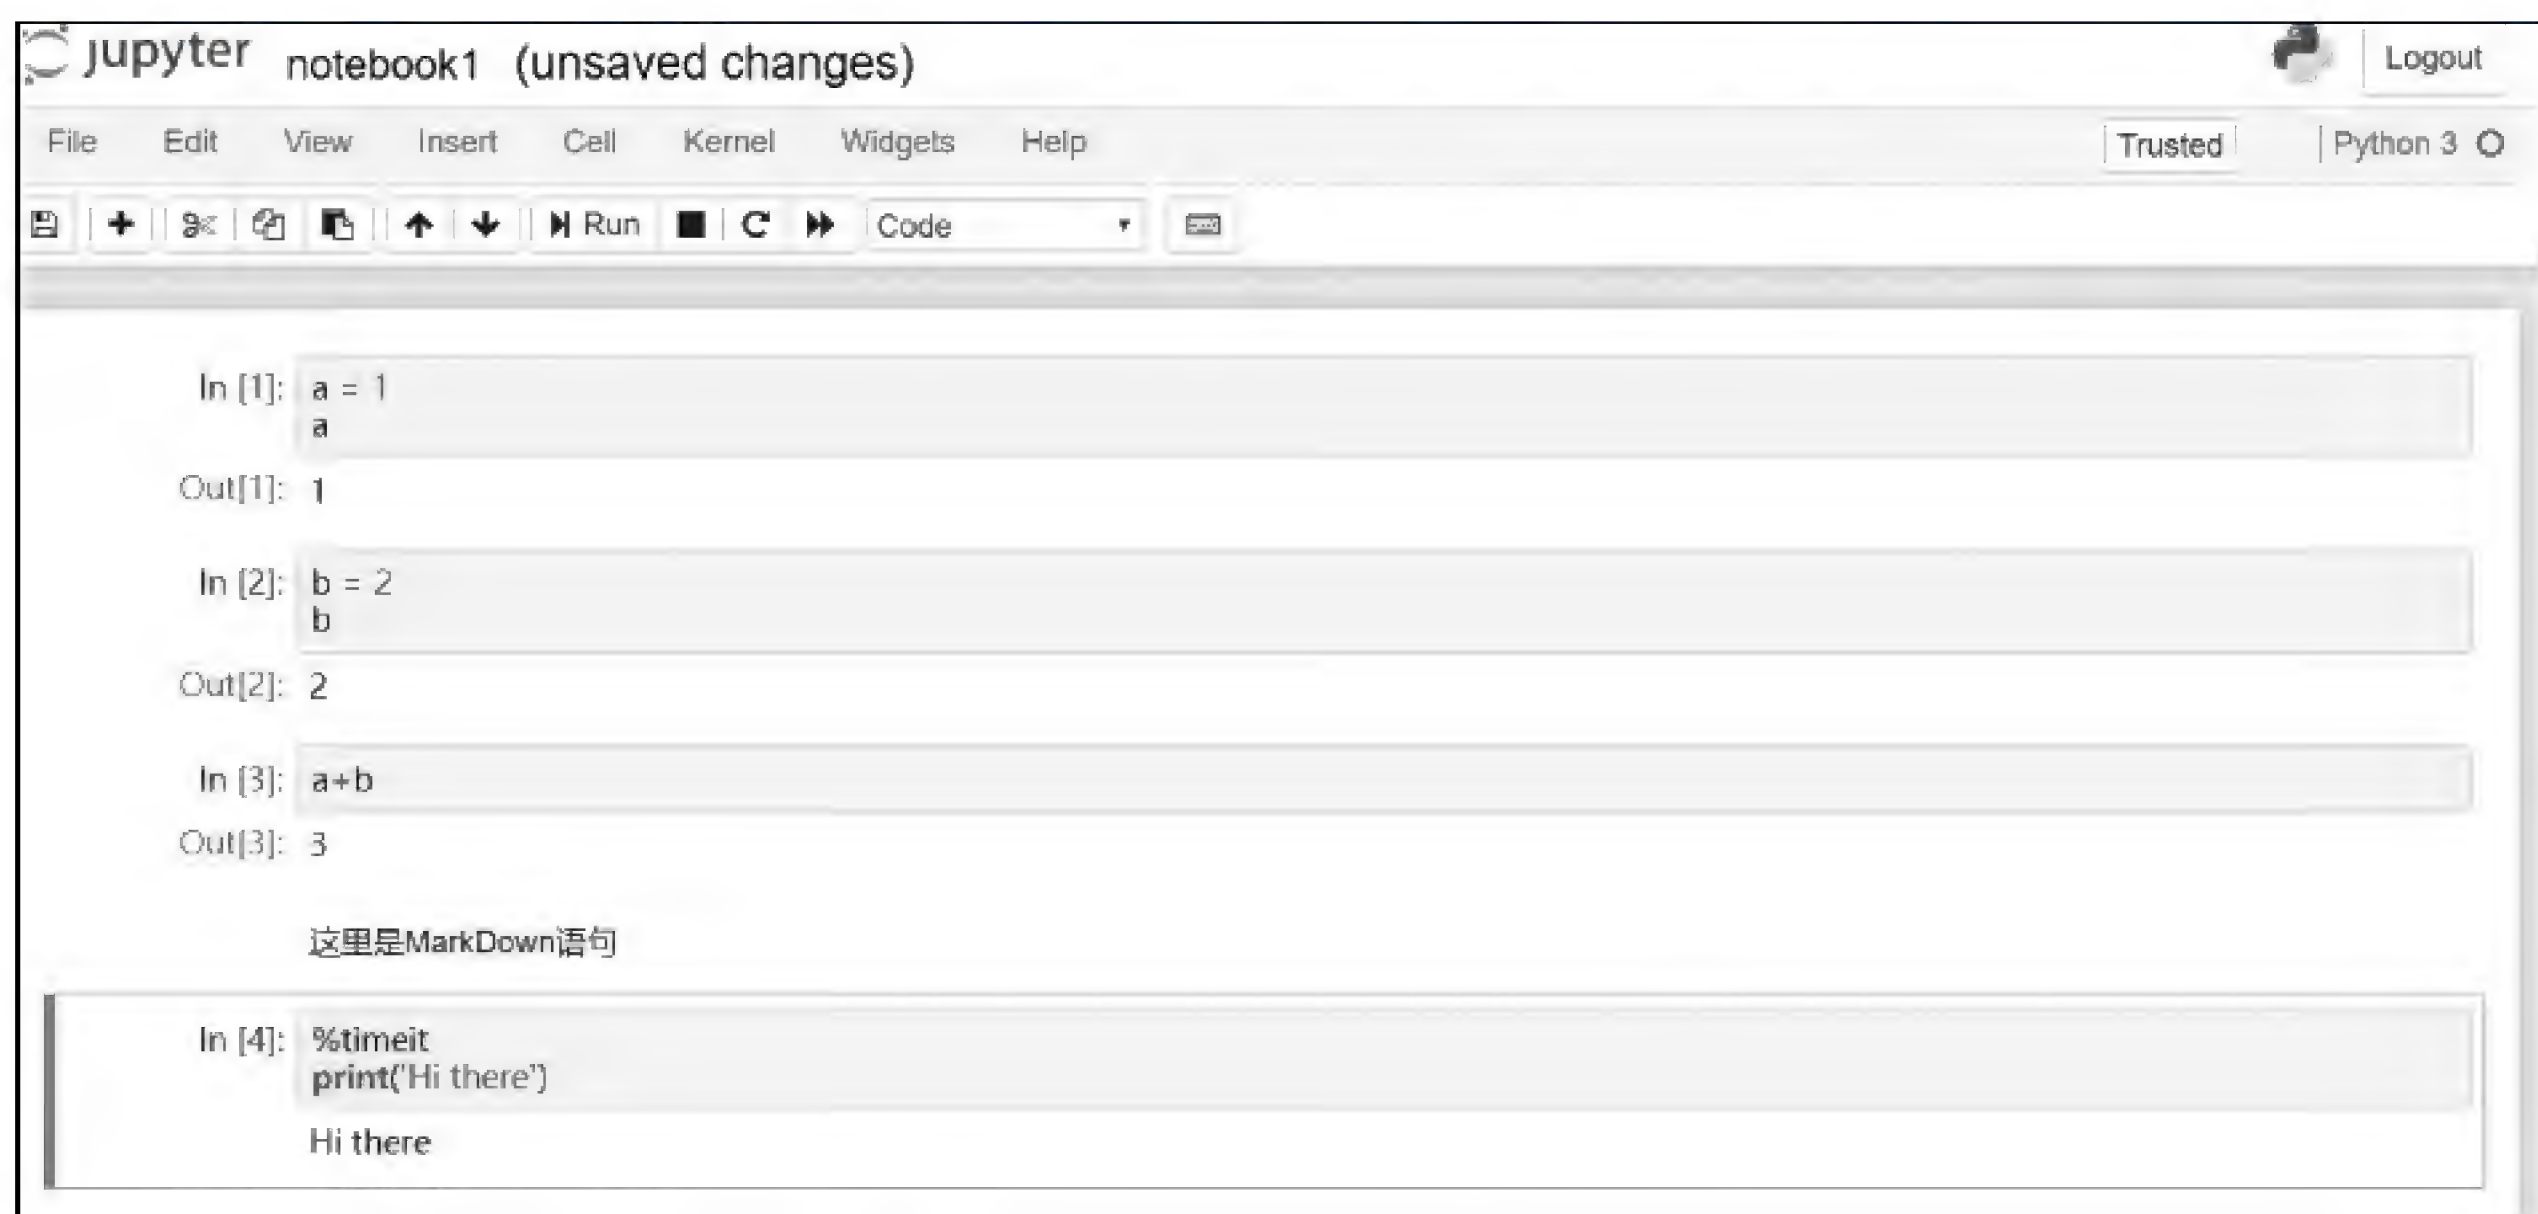 jupyter notebook1 (unsaved changes) Logout
File Edit View Insert Cell Kernel Widgets Help Trusted Python 3
Run Code
In [1]: a = 1
a
Out[1]: 1
In [2]: b = 2
b
Out[2]: 2
In [3]: a+b
Out[3]: 3
这里是MarkDown语句
In [4]: %timeit
print('Hi there')
Hi there